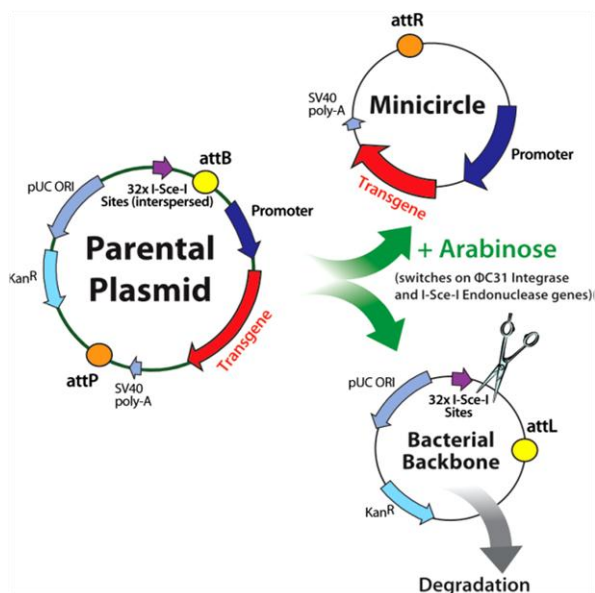 attR
Minicircle
SV40
poly-A
Promoter
Transgene
attB
32x I-Sce-I
Sites (interspersed)
pUC ORI
Promoter
Parental
Plasmid
KanR
Transgene
attP
SV40
poly-A
+ Arabinose
(switches on ΦC31 Integrase
and I-Sce-I Endonuclease genes)
pUC ORI
32x I-Sce-I
Sites
attL
Bacterial
Backbone
KanR
Degradation